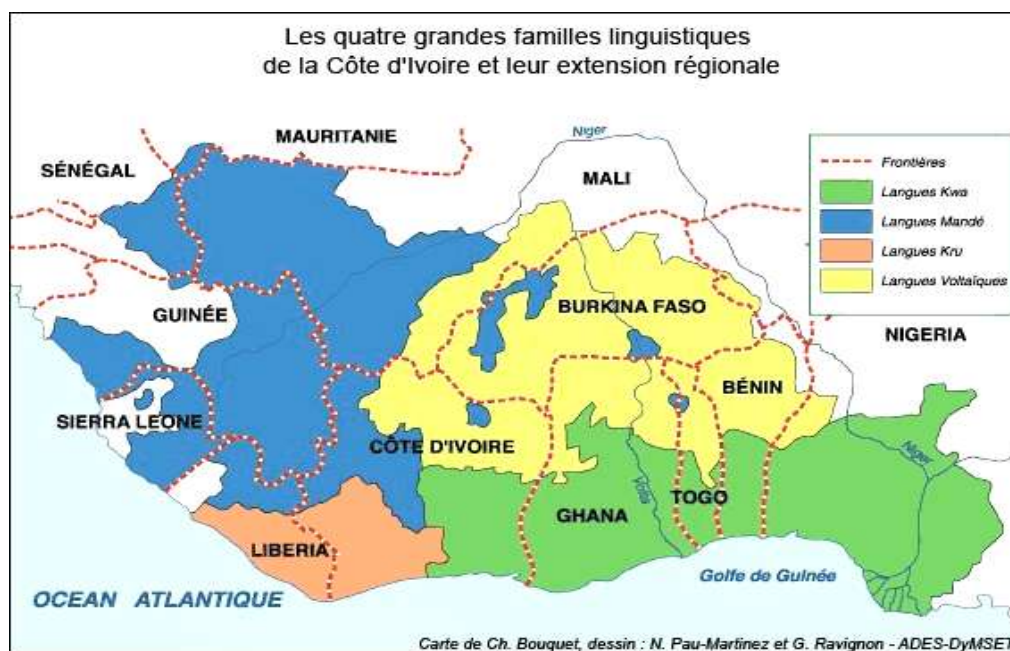 Les quatre grandes familles linguistiques
de la Côte d'Ivoire et leur extension régionale
MAURITANIE
Niger
SÉNÉGAL
MALI
Frontières
Langues Kwa
Langues Mandé
Langues Kru
Langues Voltaïques
GUINÉE
BURKINA FASO
NIGERIA
BÉNIN
SIERRA LEONE
CÔTE D'IVOIRE
Niger
Volta
TOGO
GHANA
LIBERIA
Golfe de Guinée
OCEAN ATLANTIQUE
Carte de Ch. Bouquet, dessin : N. Pau-Martinez et G. Ravignon - ADES-DyMSET